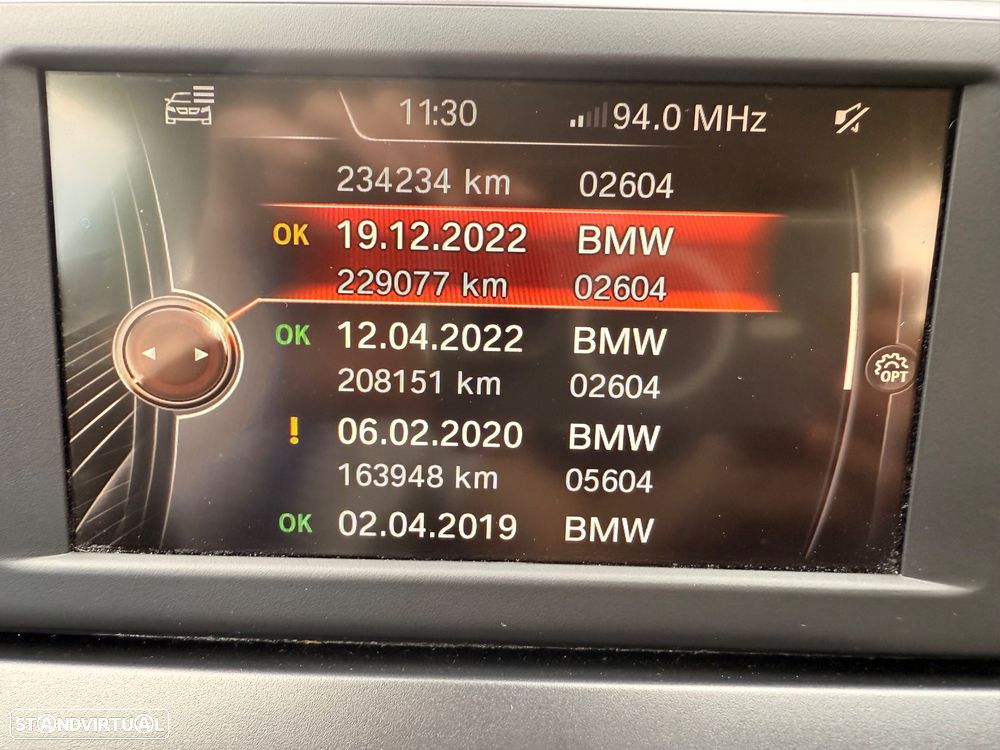 11:30 94.0 MHz
234234 km 02604
OK 19.12.2022 BMW
229077 km 02604
OK 12.04.2022 BMW
208151 km 02604
! 06.02.2020 BMW
163948 km 05604
OK 02.04.2019 BMW
OPT
STANDVIRTUAL